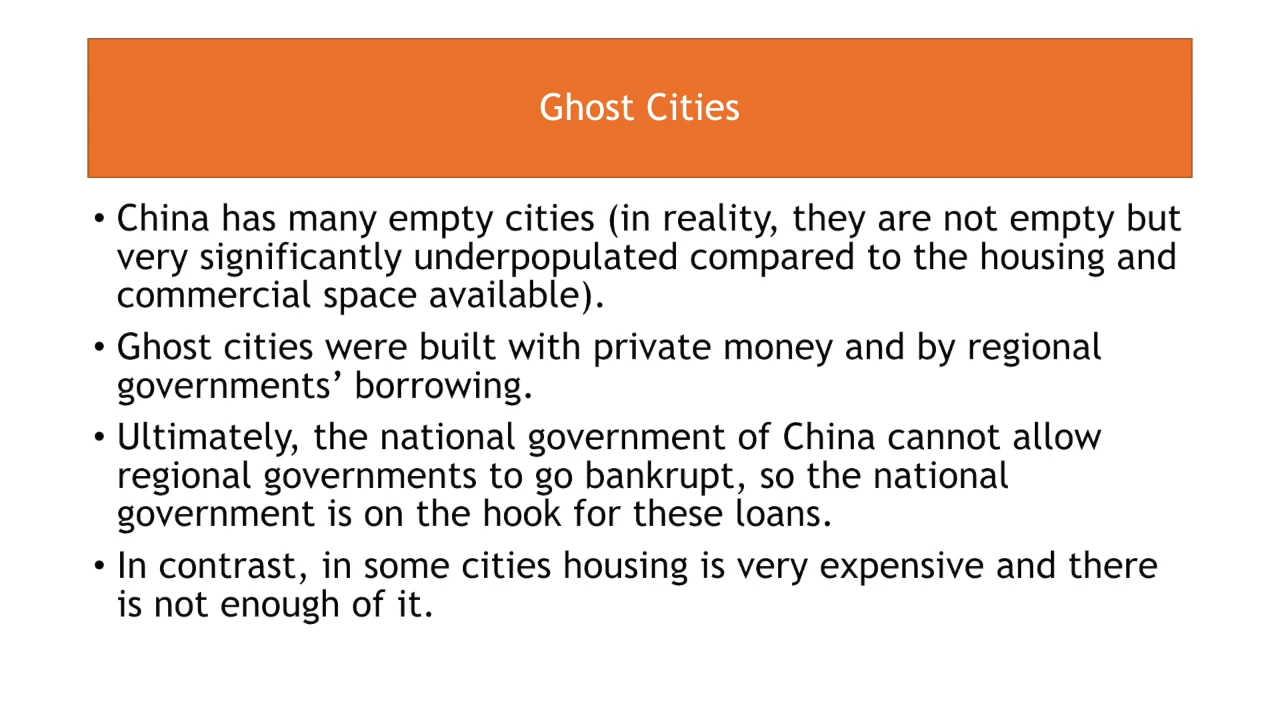 Ghost Cities
• China has many empty cities (in reality, they are not empty but
very significantly underpopulated compared to the housing and
commercial space available).
• Ghost cities were built with private money and by regional
governments’ borrowing.
• Ultimately, the national government of China cannot allow
regional governments to go bankrupt, so the national
government is on the hook for these loans.
• In contrast, in some cities housing is very expensive and there
is not enough of it.